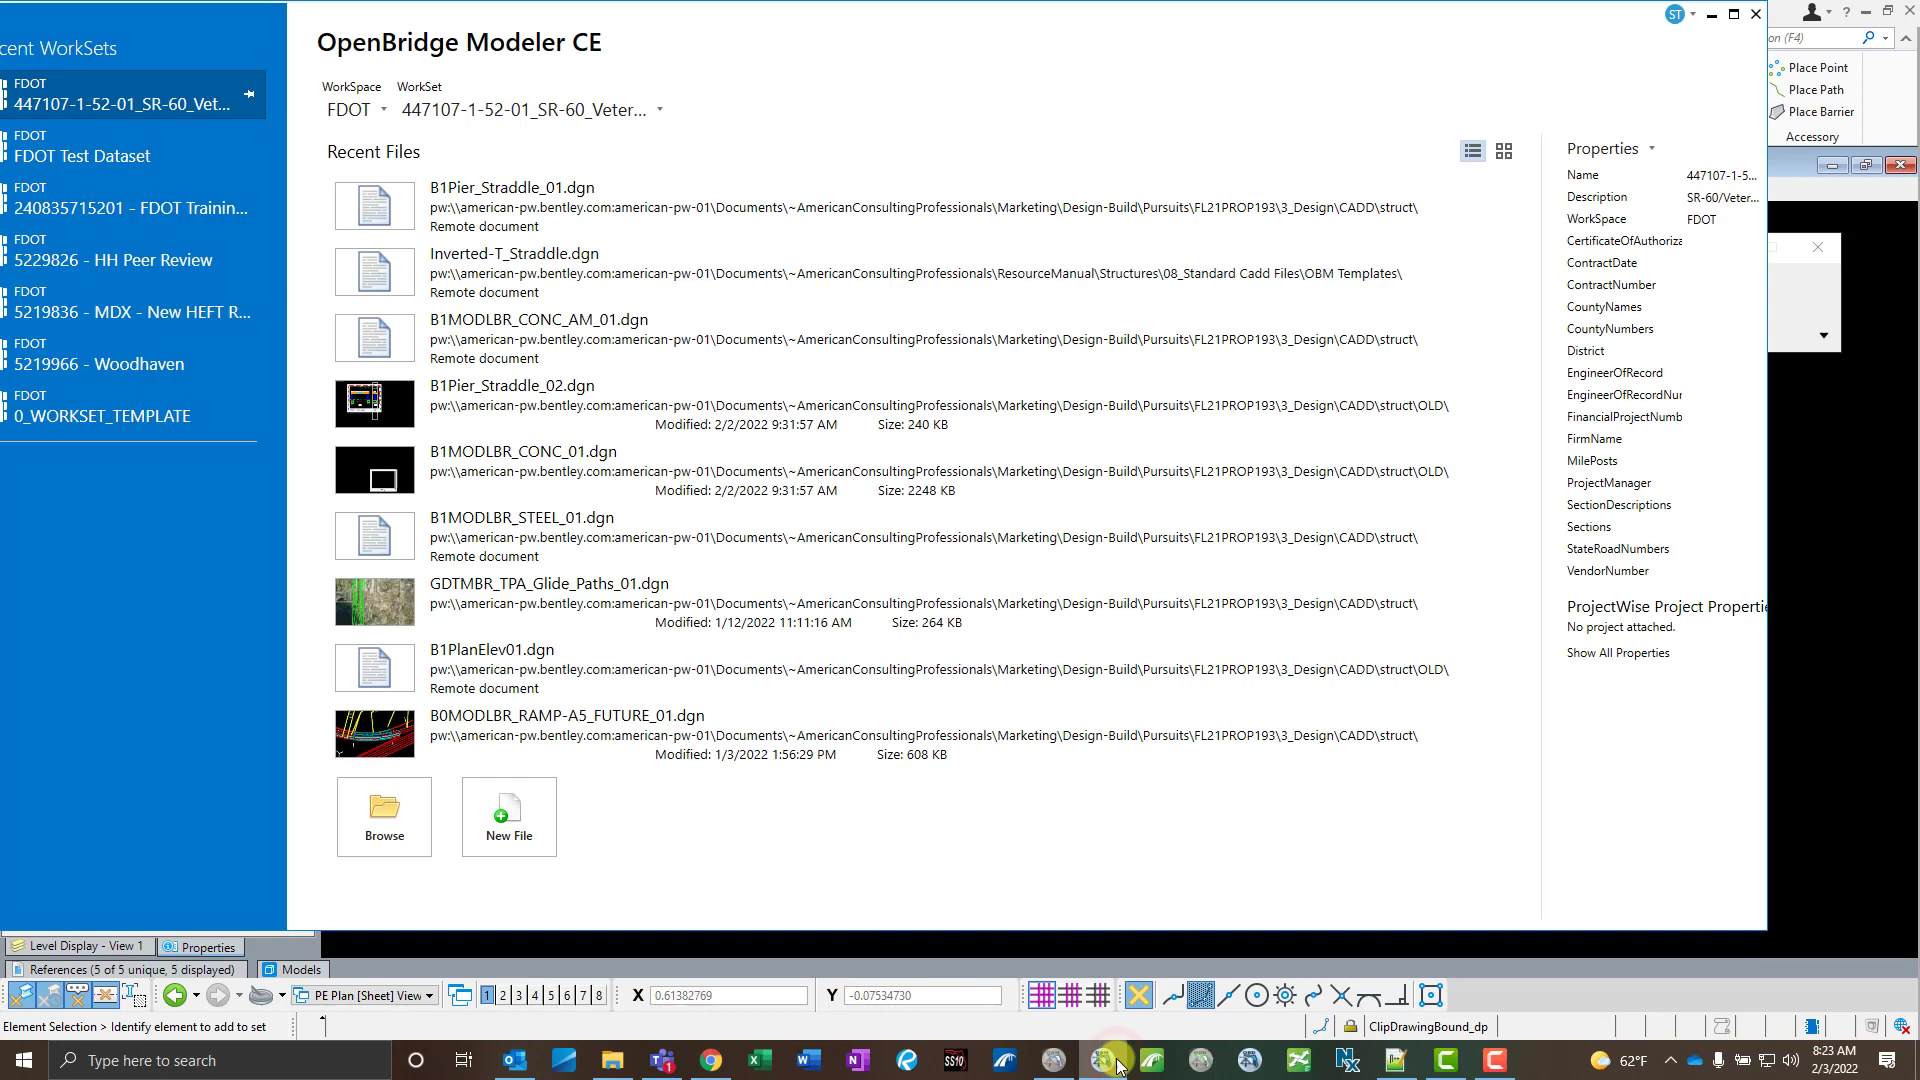 cent WorkSets
FDOT
447107-1-52-01_SR-60_Vet...
FDOT
FDOT Test Dataset
FDOT
240835715201 - FDOT Trainin...
FDOT
5229826 - HH Peer Review
FDOT
5219836 - MDX - New HEFT R...
FDOT
5219966 - Woodhaven
FDOT
0_WORKSET_TEMPLATE
OpenBridge Modeler CE
WorkSpace WorkSet
FDOT 447107-1-52-01_SR-60_Veter...
Recent Files
B1Pier_Straddle_01.dgn
pw:\\american-pw.bentley.com:american-pw-01\Documents\~AmericanConsultingProfessionals\Marketing\Design-Build\Pursuits\FL21PROP193\3_Design\CADD\struct\
Remote document
Inverted-T_Straddle.dgn
pw:\\american-pw.bentley.com:american-pw-01\Documents\~AmericanConsultingProfessionals\ResourceManual\Structures\08_Standard Cadd Files\OBM Templates\
Remote document
B1MODLBR_CONC_AM_01.dgn
pw:\\american-pw.bentley.com:american-pw-01\Documents\~AmericanConsultingProfessionals\Marketing\Design-Build\Pursuits\FL21PROP193\3_Design\CADD\struct\
Remote document
B1Pier_Straddle_02.dgn
pw:\\american-pw.bentley.com:american-pw-01\Documents\~AmericanConsultingProfessionals\Marketing\Design-Build\Pursuits\FL21PROP193\3_Design\CADD\struct\OLD\
Modified: 2/2/2022 9:31:57 AM Size: 240 KB
B1MODLBR_CONC_01.dgn
pw:\\american-pw.bentley.com:american-pw-01\Documents\~AmericanConsultingProfessionals\Marketing\Design-Build\Pursuits\FL21PROP193\3_Design\CADD\struct\OLD\
Modified: 2/2/2022 9:31:57 AM Size: 2248 KB
B1MODLBR_STEEL_01.dgn
pw:\\american-pw.bentley.com:american-pw-01\Documents\~AmericanConsultingProfessionals\Marketing\Design-Build\Pursuits\FL21PROP193\3_Design\CADD\struct\
Remote document
GDTMBR_TPA_Glide_Paths_01.dgn
pw:\\american-pw.bentley.com:american-pw-01\Documents\~AmericanConsultingProfessionals\Marketing\Design-Build\Pursuits\FL21PROP193\3_Design\CADD\struct\
Modified: 1/12/2022 11:11:16 AM Size: 264 KB
B1PlanElev01.dgn
pw:\\american-pw.bentley.com:american-pw-01\Documents\~AmericanConsultingProfessionals\Marketing\Design-Build\Pursuits\FL21PROP193\3_Design\CADD\struct\OLD\
Remote document
B0MODLBR_RAMP-A5_FUTURE_01.dgn
pw:\\american-pw.bentley.com:american-pw-01\Documents\~AmericanConsultingProfessionals\Marketing\Design-Build\Pursuits\FL21PROP193\3_Design\CADD\struct\
Modified: 1/3/2022 1:56:29 PM Size: 608 KB
Browse
New File
ST
Properties
Name 447107-1-5...
Description SR-60/Veter...
WorkSpace FDOT
CertificateOfAuthoriza
ContractDate
ContractNumber
CountyNames
CountyNumbers
District
EngineerOfRecord
EngineerOfRecordNur
FinancialProjectNumb
FirmName
MilePosts
ProjectManager
SectionDescriptions
Sections
StateRoadNumbers
VendorNumber
ProjectWise Project Propertie
No project attached.
Show All Properties
?
on (F4)
Place Point
Place Path
Place Barrier
Accessory
Level Display - View 1 Properties
References (5 of 5 unique, 5 displayed) Models
PE Plan [Sheet] View 1 2 3 4 5 6 7 8 X 0.61382769 Y -0.07534730
Element Selection > Identify element to add to set
ClipDrawingBound_dp
Type here to search
SS10
62°F
8:23 AM
2/3/2022